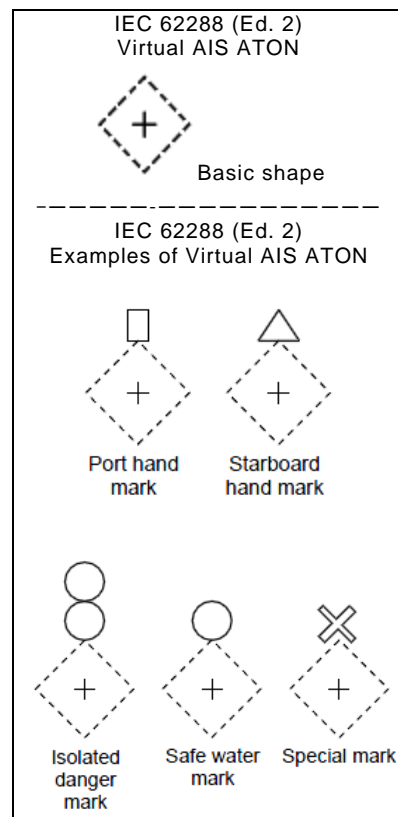 IEC 62288 (Ed. 2)
Virtual AIS ATON
Basic shape
IEC 62288 (Ed. 2)
Examples of Virtual AIS ATON
Port hand
mark
Starboard
hand mark
Isolated
danger
mark
Safe water
mark
Special mark